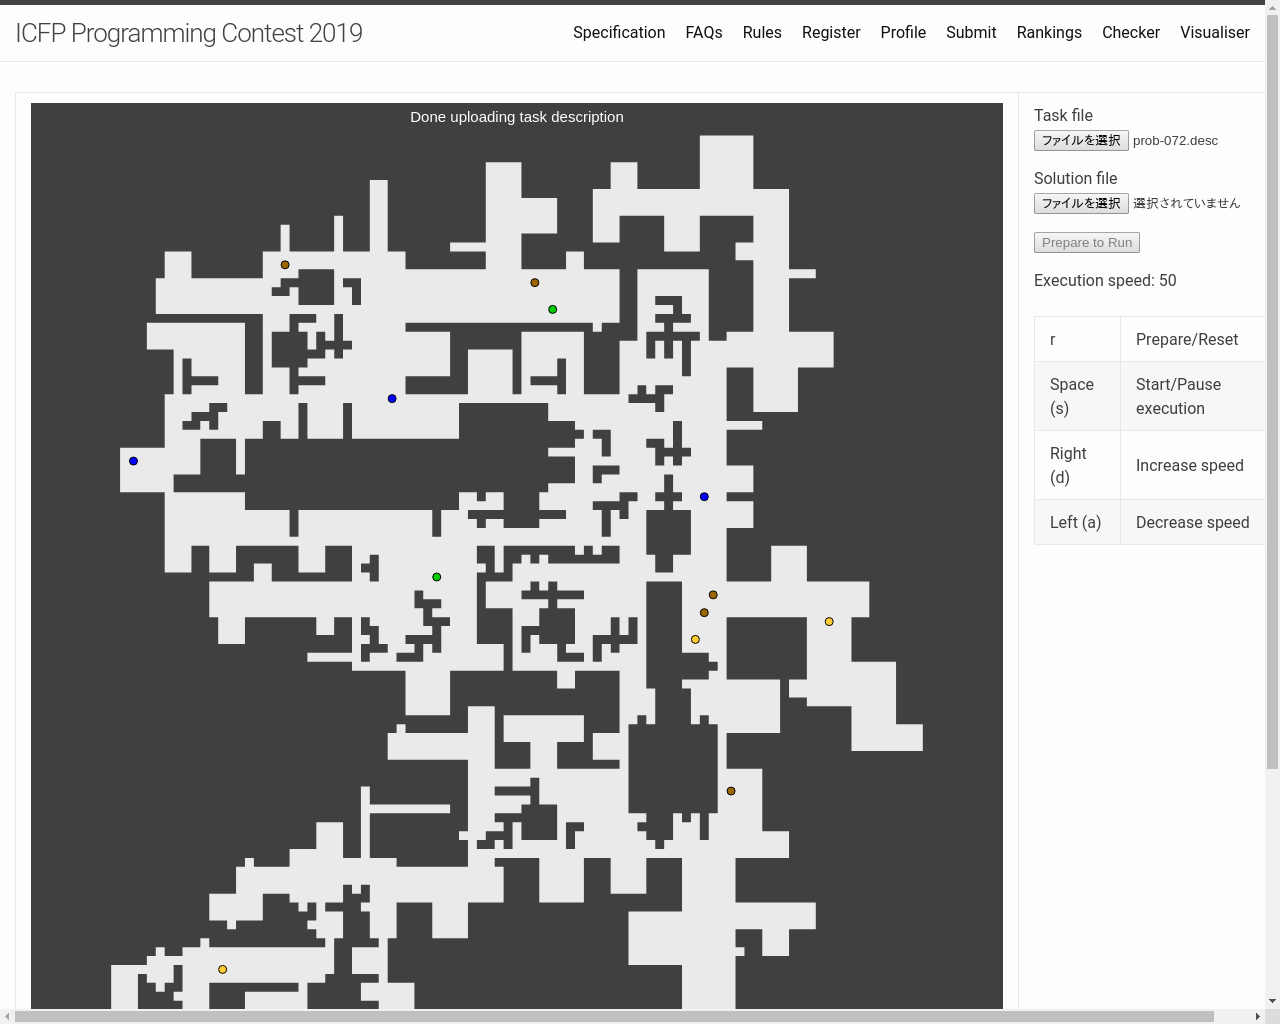 ICFP Programming Contest 2019
Specification FAQs Rules Register Profile Submit Rankings Checker Visualiser
Done uploading task description
Task file
ファイルを選択 prob-072.desc
Solution file
ファイルを選択 選択されていません
Prepare to Run
Execution speed: 50
r Prepare/Reset
Space (s) Start/Pause execution
Right (d) Increase speed
Left (a) Decrease speed